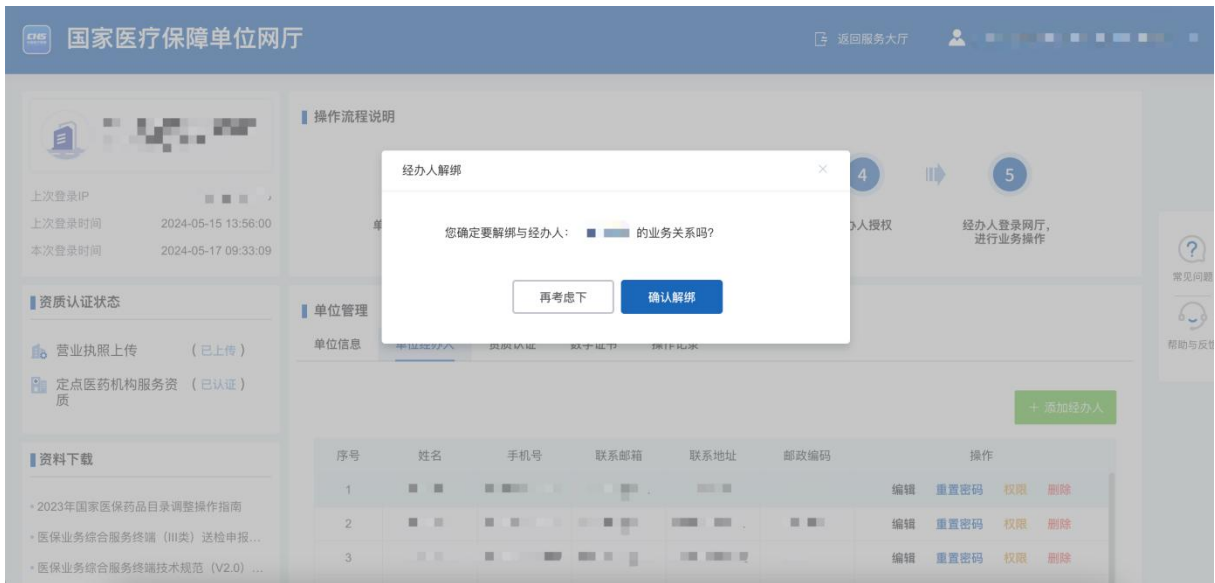 CHS
国家医疗保障单位网厅
返回服务大厅
上次登录IP
上次登录时间 2024-05-15 13:56:00
本次登录时间 2024-05-17 09:33:09
资质认证状态
营业执照上传 （已上传）
定点医药机构服务资 （已认证）
质
资料下载
2023年国家医保药品目录调整操作指南
医保业务综合服务终端（III类）送检申报...
医保业务综合服务终端技术规范（V2.0）...
操作流程说明
4
5
办人授权
经办人登录网厅，
进行业务操作
经办人解绑 ×
您确定要解绑与经办人： 的业务关系吗?
再考虑下 确认解绑
单位管理
单位信息 单位经办人 资质认证 数字证书 操作记录
+ 添加经办人
序号 姓名 手机号 联系邮箱 联系地址 邮政编码 操作
1 编辑 重置密码 权限 删除
2 编辑 重置密码 权限 删除
3 编辑 重置密码 权限 删除
常见问题
帮助与反馈